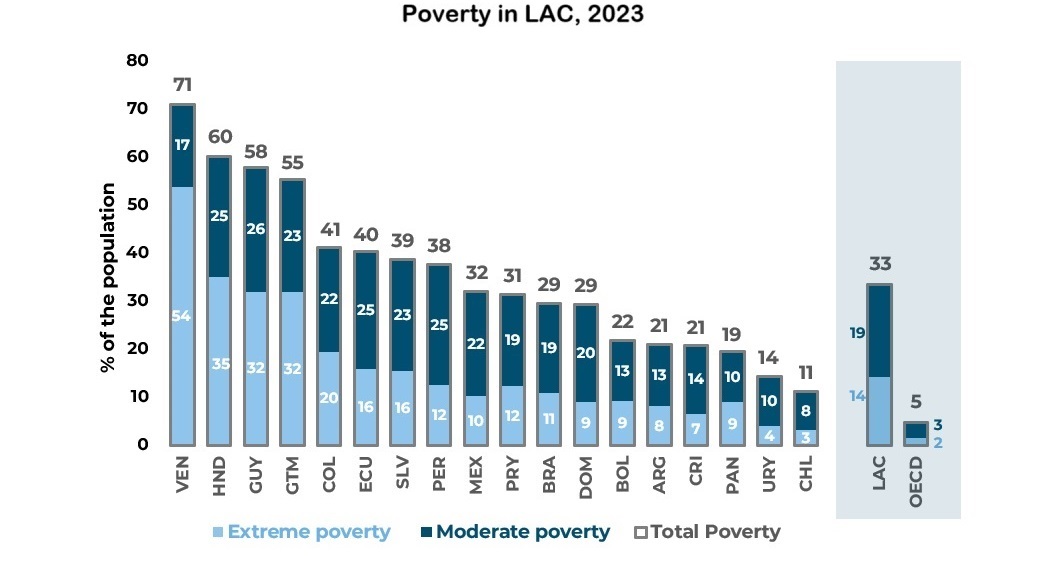 Poverty in LAC, 2023
% of the population
80
70
60
50
40
30
20
10
0
71
17
54
VEN
60
25
35
HND
58
26
32
GUY
55
23
32
GTM
41
22
20
COL
40
25
16
ECU
39
23
16
SLV
38
25
12
PER
32
22
10
MEX
31
19
12
PRY
29
19
11
BRA
29
20
9
DOM
22
13
9
BOL
21
13
8
ARG
21
14
7
CRI
19
10
9
PAN
14
10
4
URY
11
8
3
CHL
33
19
14
LAC
5
3
2
OECD
Extreme poverty
Moderate poverty
Total Poverty